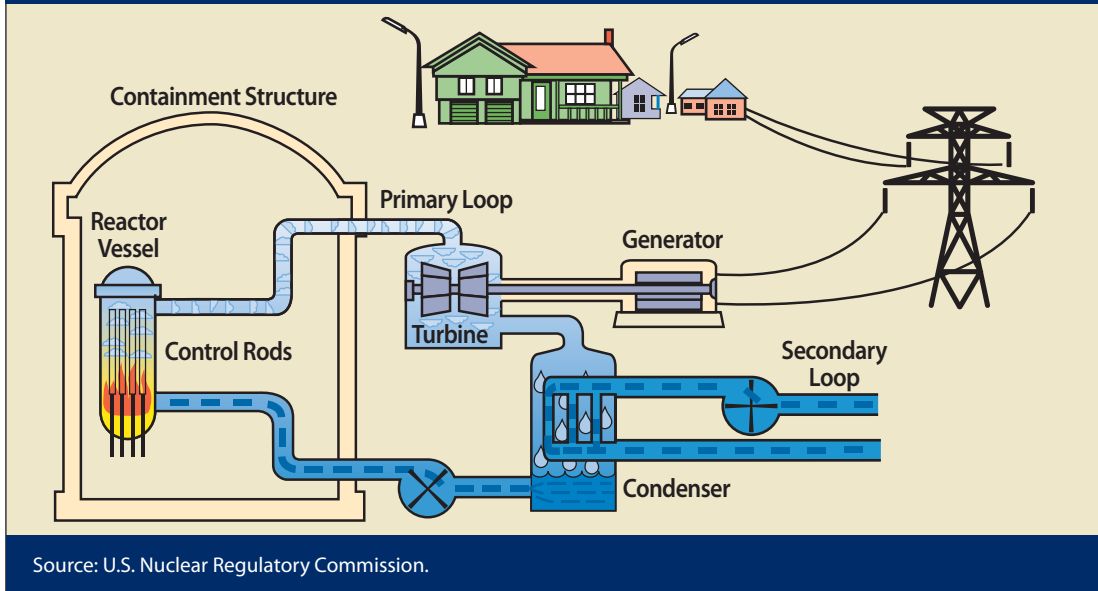 Containment Structure
Primary Loop
Reactor
Vessel
Generator
Turbine
Control Rods
Secondary
Loop
Condenser
Source: U.S. Nuclear Regulatory Commission.